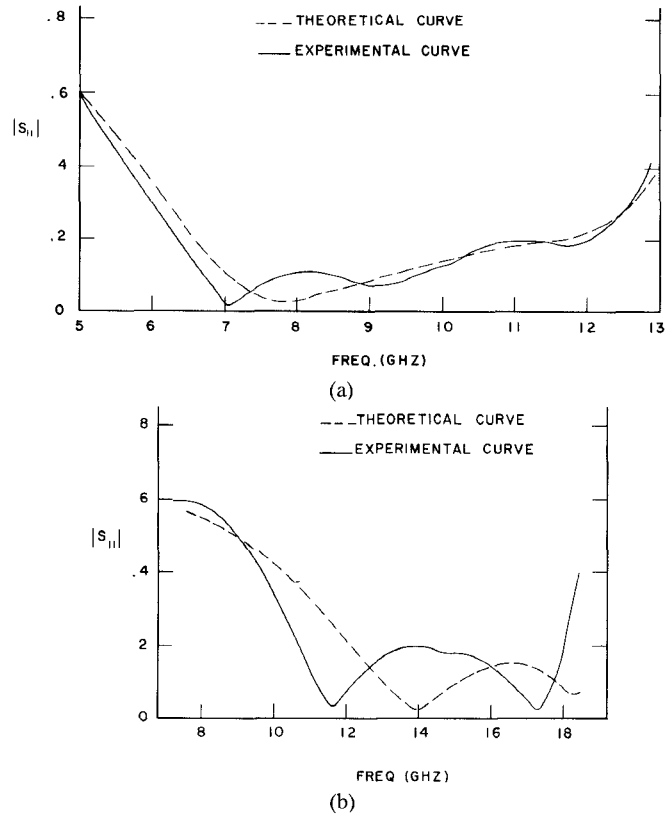 .8
--- THEORETICAL CURVE
— EXPERIMENTAL CURVE
.6
|S₁₁|
.4
.2
0
5 6 7 8 9 10 11 12 13
FREQ. (GHZ)
(a)
8
--- THEORETICAL CURVE
— EXPERIMENTAL CURVE
6
|S₁₁|
.4
2
0
8 10 12 14 16 18
FREQ (GHZ)
(b)